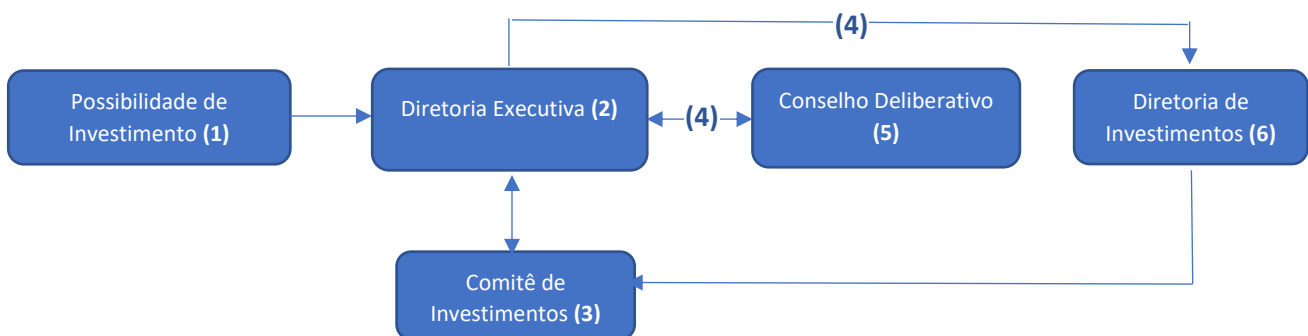 (4)
Possibilidade de
Investimento (1)
Diretoria Executiva (2)
(4)
Conselho Deliberativo
(5)
Diretoria de
Investimentos (6)
Comitê de
Investimentos (3)